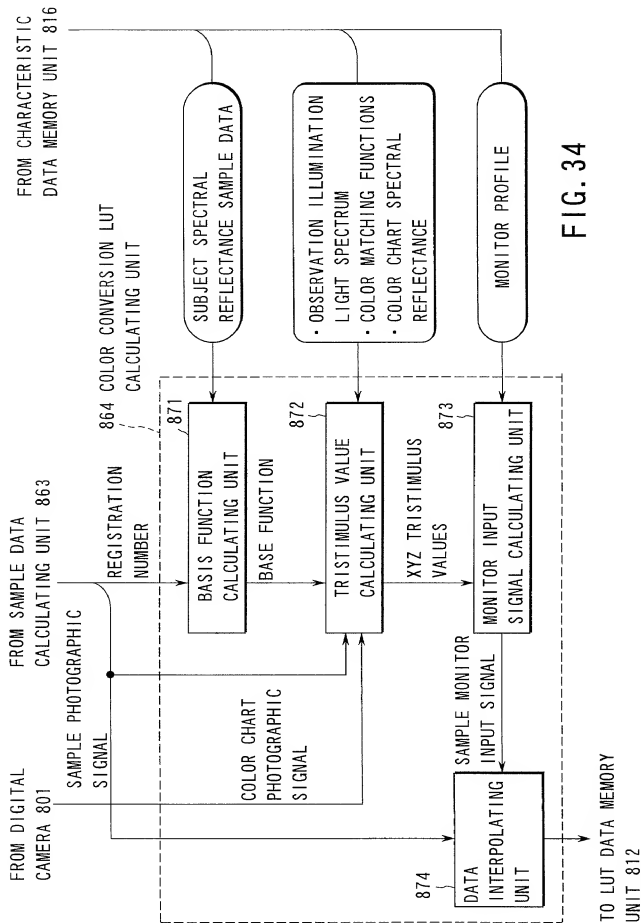 FROM DIGITAL
CAMERA 801
FROM SAMPLE DATA
CALCULATING UNIT 863
FROM CHARACTERISTIC
DATA MEMORY UNIT 816
SAMPLE PHOTOGRAPHIC
SIGNAL
REGISTRATION
NUMBER
864 COLOR CONVERSION LUT
CALCULATING UNIT
871
BASIS FUNCTION
CALCULATING UNIT
SUBJECT SPECTRAL
REFLECTANCE SAMPLE DATA
BASE FUNCTION
COLOR CHART
PHOTOGRAPHIC
SIGNAL
872
TRISTIMULUS VALUE
CALCULATING UNIT
· OBSERVATION ILLUMINATION
LIGHT SPECTRUM
· COLOR MATCHING FUNCTIONS
· COLOR CHART SPECTRAL
REFLECTANCE
XYZ TRISTIMULUS
VALUES
873
MONITOR INPUT
SIGNAL CALCULATING UNIT
MONITOR PROFILE
SAMPLE MONITOR
INPUT SIGNAL
874
DATA
INTERPOLATING
UNIT
TO LUT DATA MEMORY
UNIT 812
FIG. 34